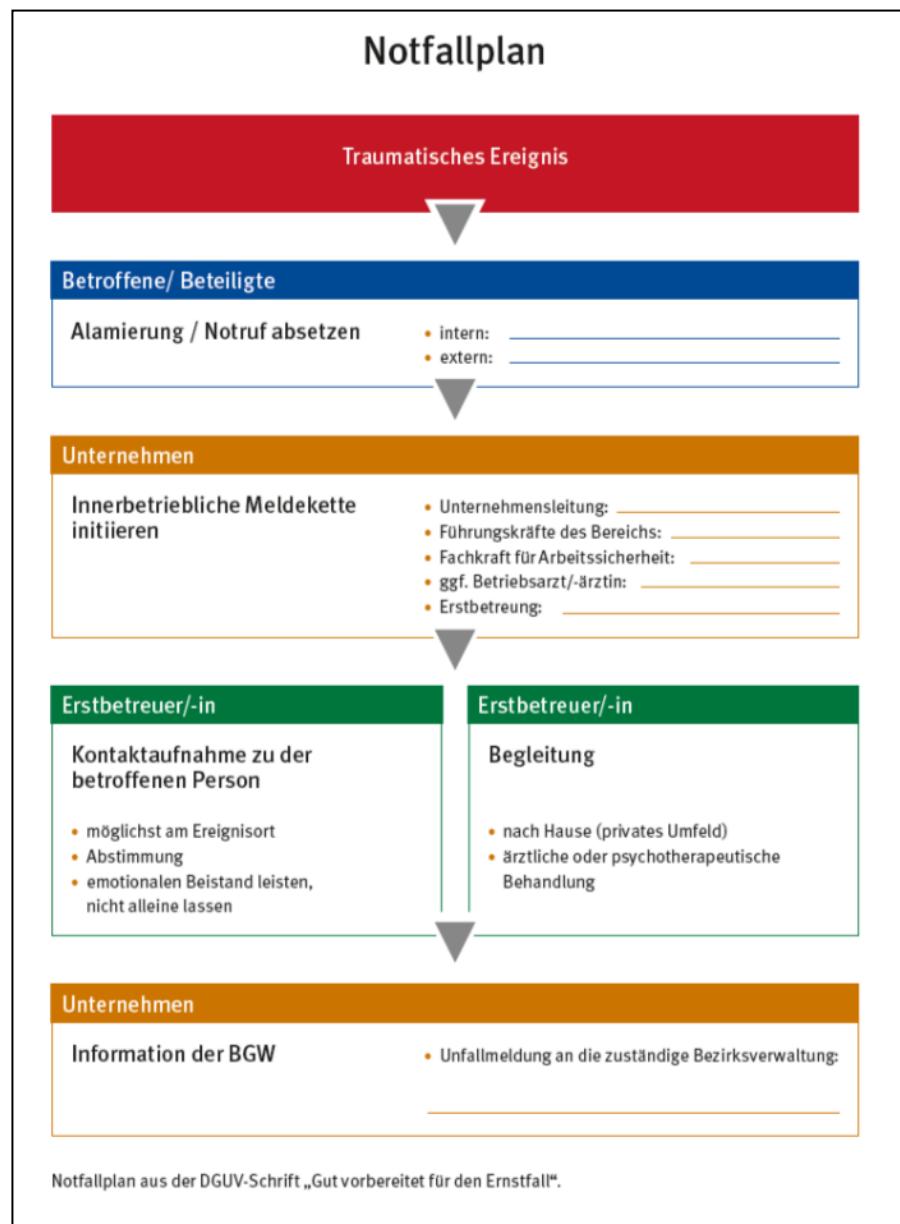 Notfallplan
Traumatisches Ereignis
Betroffene/ Beteiligte
Alamierung / Notruf absetzen
• intern:
• extern:
Unternehmen
Innerbetriebliche Meldekette
initiieren
• Unternehmensleitung:
• Führungskräfte des Bereichs:
• Fachkraft für Arbeitssicherheit:
• ggf. Betriebsarzt/-ärztin:
• Erstbetreung:
Erstbetreuer/-in
Kontaktaufnahme zu der
betroffenen Person
• möglichst am Ereignisort
• Abstimmung
• emotionalen Beistand leisten,
nicht alleine lassen
Erstbetreuer/-in
Begleitung
• nach Hause (privates Umfeld)
• ärztliche oder psychotherapeutische
Behandlung
Unternehmen
Information der BGW
• Unfallmeldung an die zuständige Bezirksverwaltung:
Notfallplan aus der DGUV-Schrift „Gut vorbereitet für den Ernstfall“.